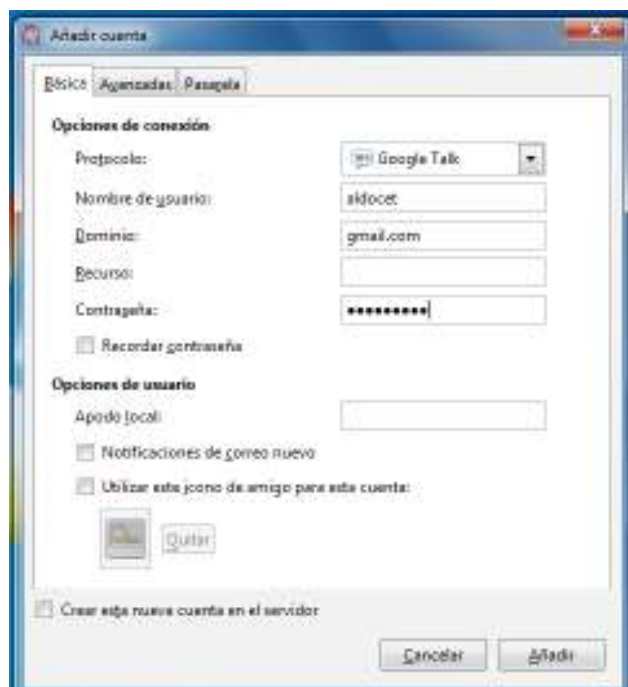 Añadir cuenta
Básica Avanzadas Pasarela
Opciones de conexión
Protocolo: Google Talk
Nombre de usuario: aldocet
Dominio: gmail.com
Recurso:
Contraseña: •••••••••
Recordar contraseña
Opciones de usuario
Apodo local:
Notificaciones de correo nuevo
Utilizar este icono de amigo para esta cuenta:
Quitar
Crear esta nueva cuenta en el servidor
Cancelar Añadir